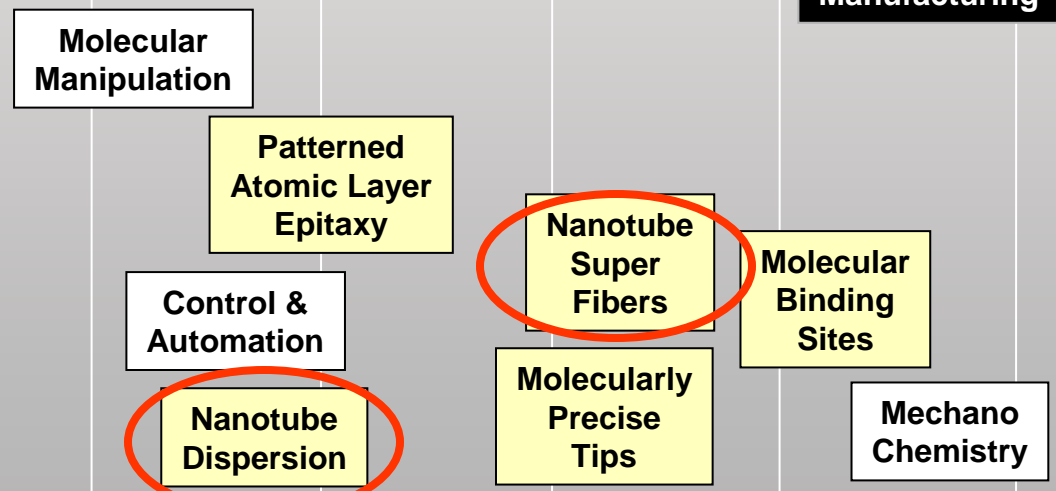 Manufacturing
Molecular
Manipulation
Patterned
Atomic Layer
Epitaxy
Nanotube
Super
Fibers
Molecular
Binding
Sites
Control &
Automation
Molecularly
Precise
Tips
Nanotube
Dispersion
Mechano
Chemistry